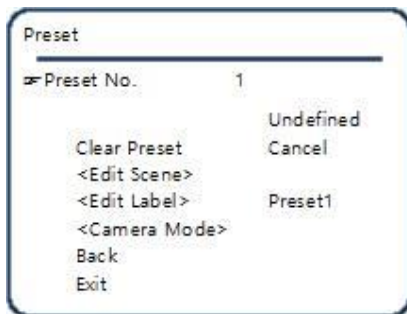 Preset
☞Preset No. 1
Undefined
Clear Preset Cancel
<Edit Scene>
<Edit Label> Preset1
<Camera Mode>
Back
Exit